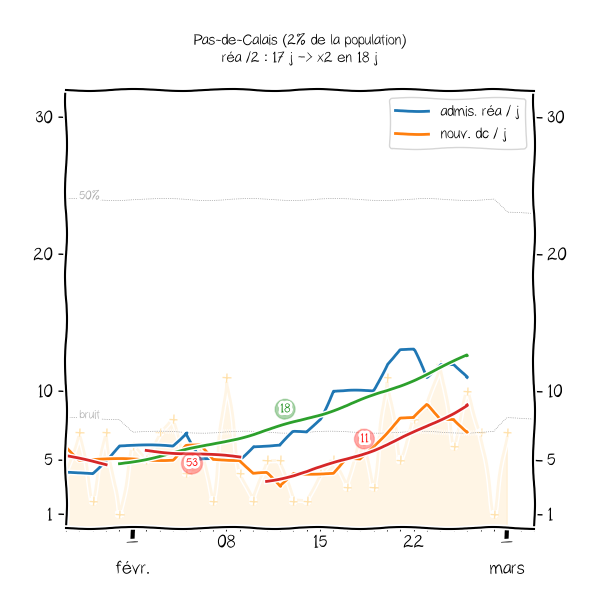 Pas-de-Calais (2% de la population)
réa /2 : 17 j -> x2 en 18 j
admis. réa / j
nouv. dc / j
30
30
50%
20
20
18
10
10
bruit
11
53
5
5
1
1
08
15
22
févr.
mars